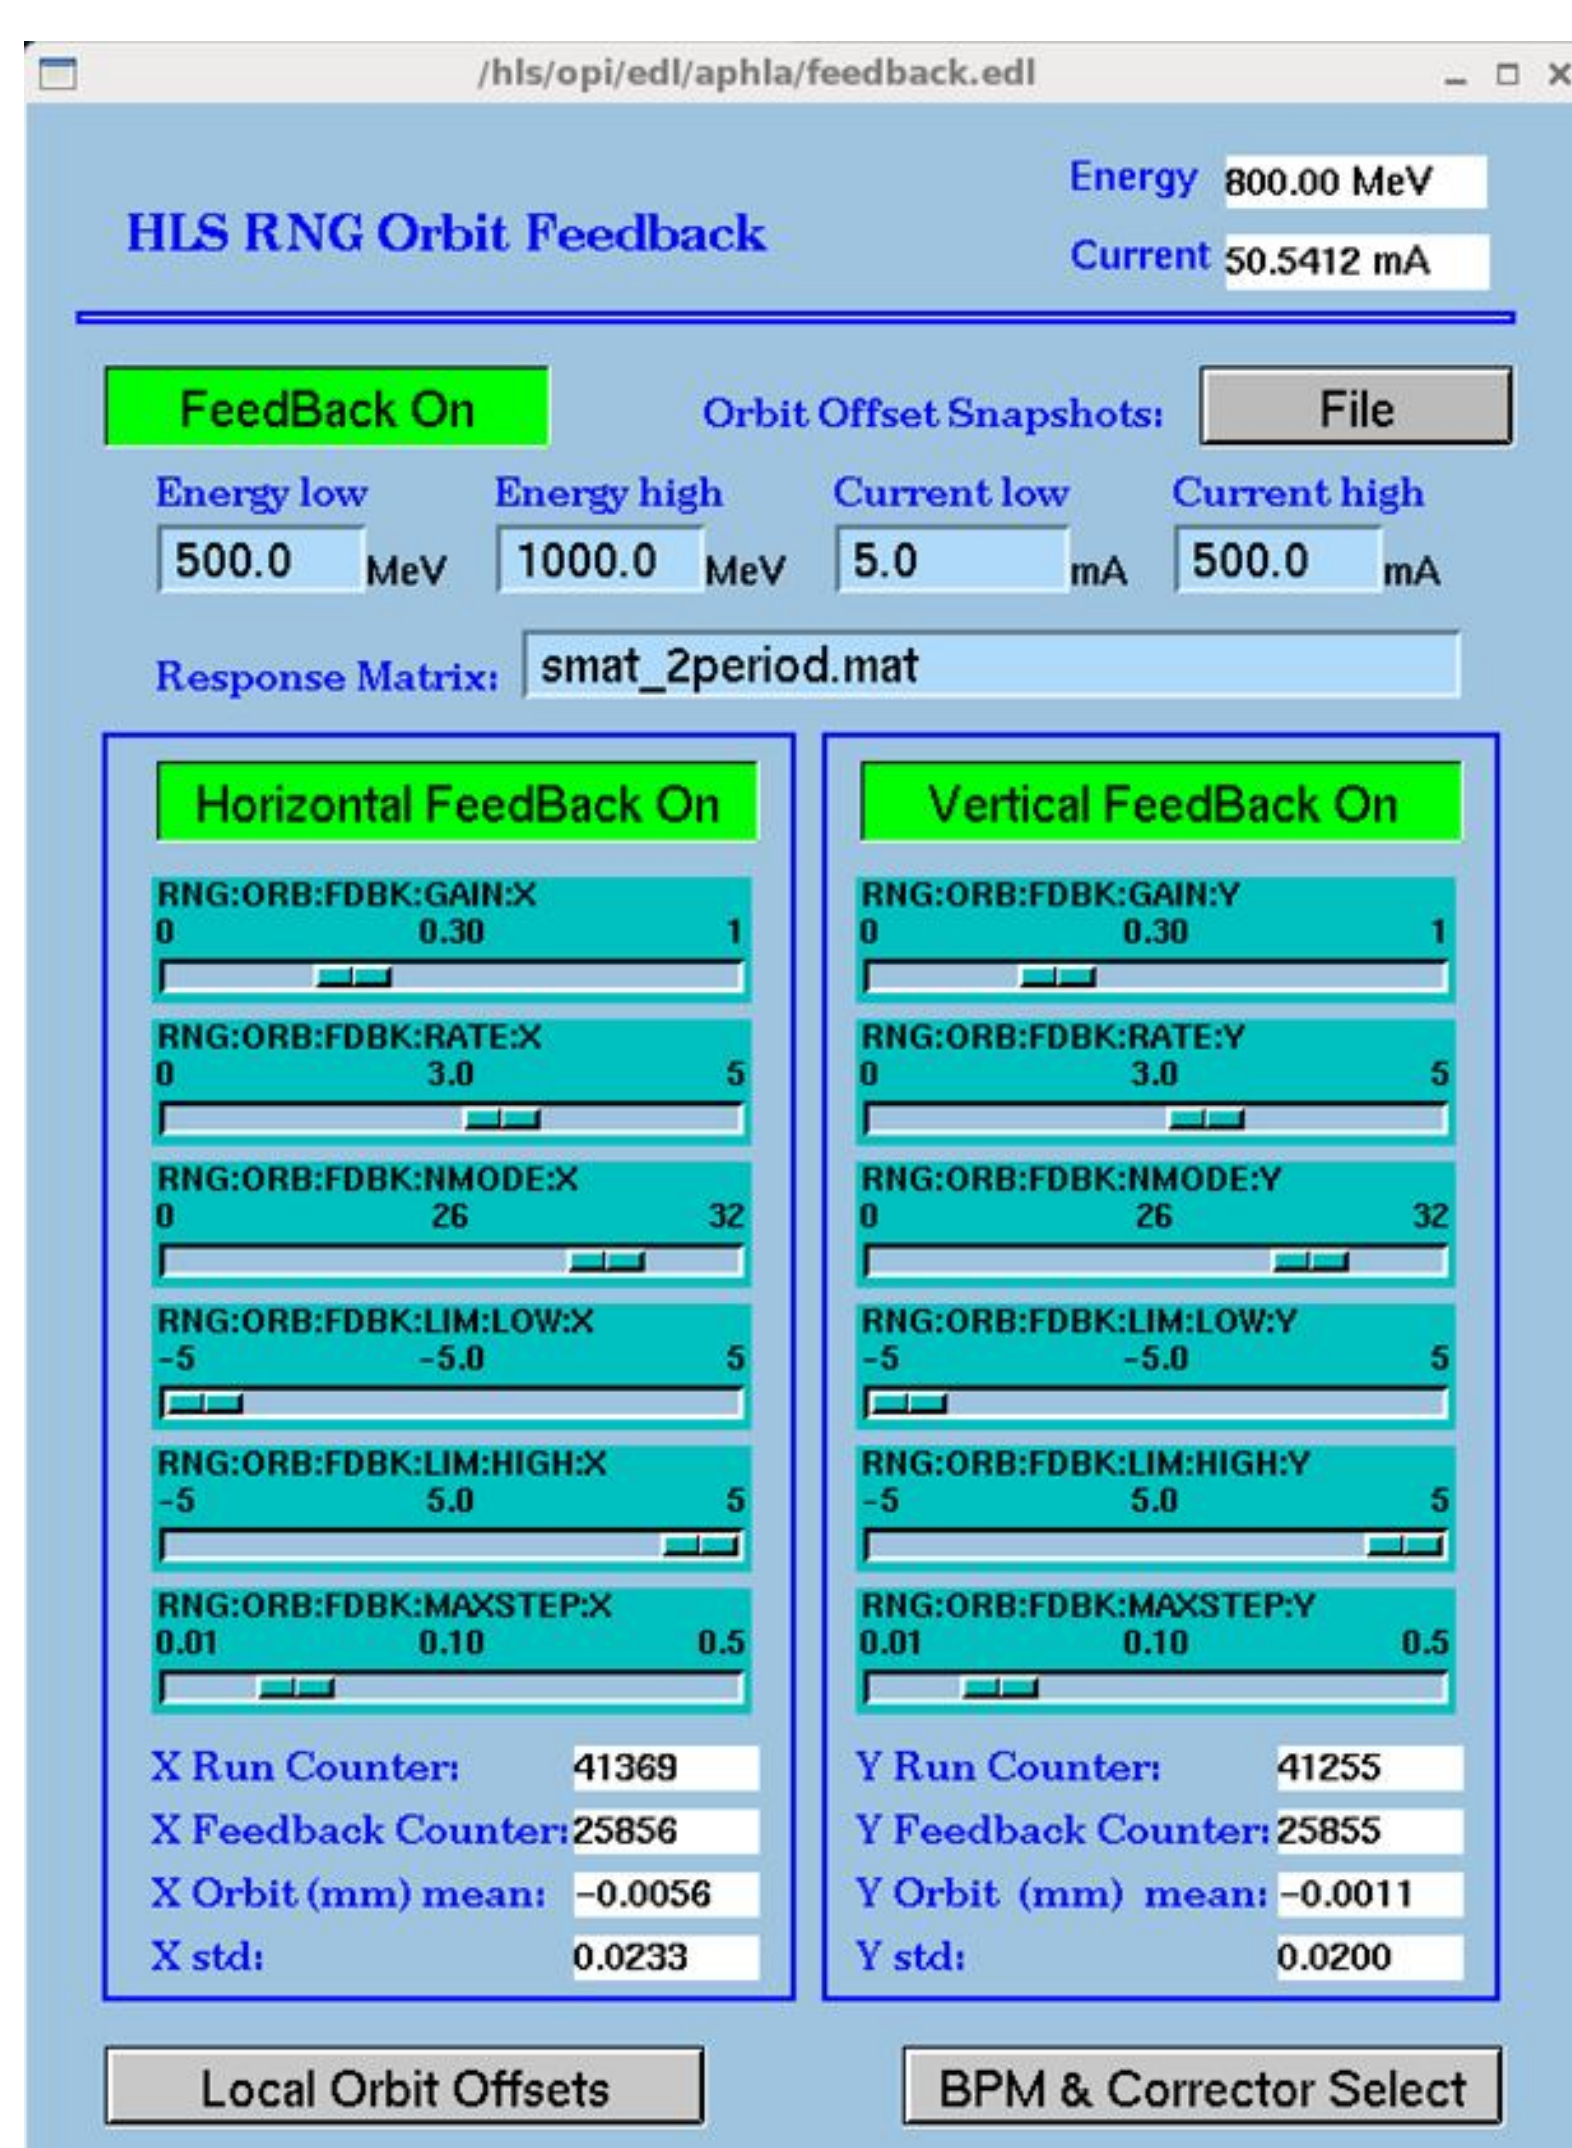 /hls/opi/edl/aphla/feedback.edl
Energy 800.00 MeV
HLS RNG Orbit Feedback
Current 50.5412 mA
FeedBack On Orbit Offset Snapshots: File
Energy low Energy high Current low Current high
500.0 MeV 1000.0 MeV 5.0 mA 500.0 mA
Response Matrix: smat_2period.mat
Horizontal FeedBack On
RNG:ORB:FDBK:GAIN:X
0 0.30 1
RNG:ORB:FDBK:RATE:X
0 3.0 5
RNG:ORB:FDBK:NMODE:X
0 26 32
RNG:ORB:FDBK:LIM:LOW:X
-5 -5.0 5
RNG:ORB:FDBK:LIM:HIGH:X
-5 5.0 5
RNG:ORB:FDBK:MAXSTEP:X
0.01 0.10 0.5
X Run Counter: 41369
X Feedback Counter: 25856
X Orbit (mm) mean: -0.0056
X std: 0.0233
Vertical FeedBack On
RNG:ORB:FDBK:GAIN:Y
0 0.30 1
RNG:ORB:FDBK:RATE:Y
0 3.0 5
RNG:ORB:FDBK:NMODE:Y
0 26 32
RNG:ORB:FDBK:LIM:LOW:Y
-5 -5.0 5
RNG:ORB:FDBK:LIM:HIGH:Y
-5 5.0 5
RNG:ORB:FDBK:MAXSTEP:Y
0.01 0.10 0.5
Y Run Counter: 41255
Y Feedback Counter: 25855
Y Orbit (mm) mean: -0.0011
Y std: 0.0200
Local Orbit Offsets BPM & Corrector Select